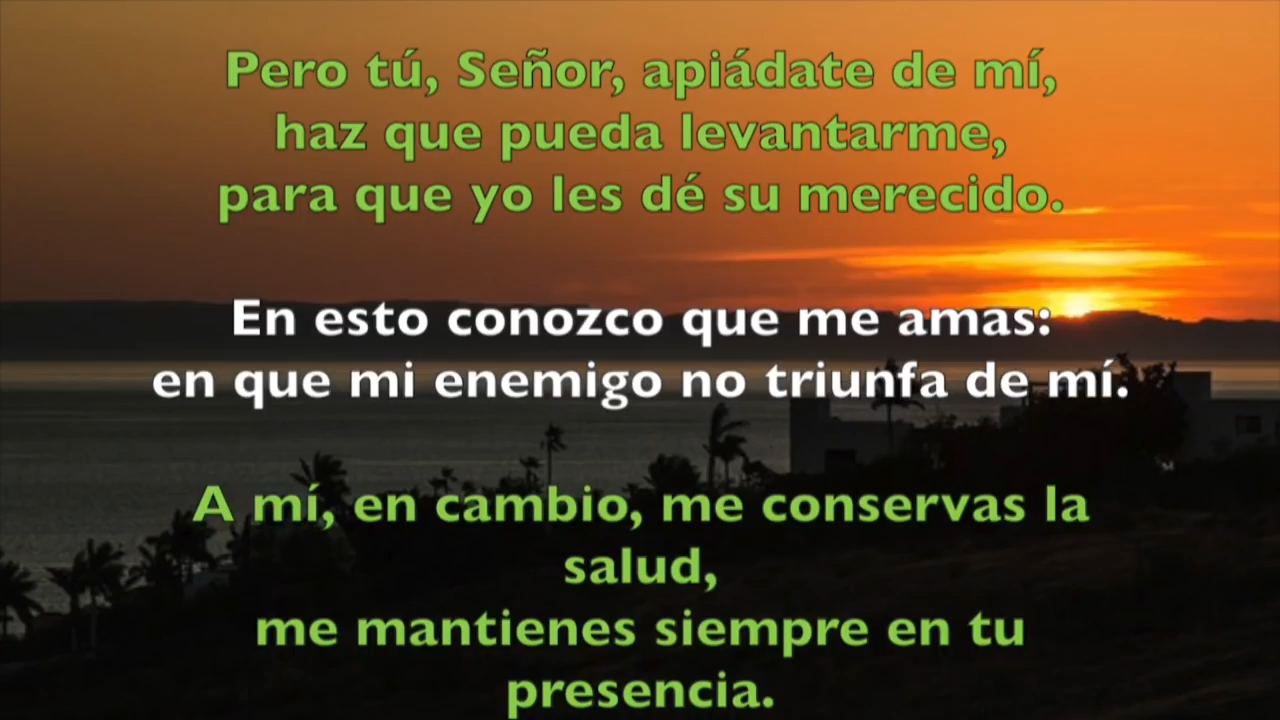 Pero tú, Señor, apiádate de mí,
haz que pueda levantarme,
para que yo les dé su merecido.
En esto conozco que me amas:
en que mi enemigo no triunfa de mí.
A mí, en cambio, me conservas la
salud,
me mantienes siempre en tu
presencia.